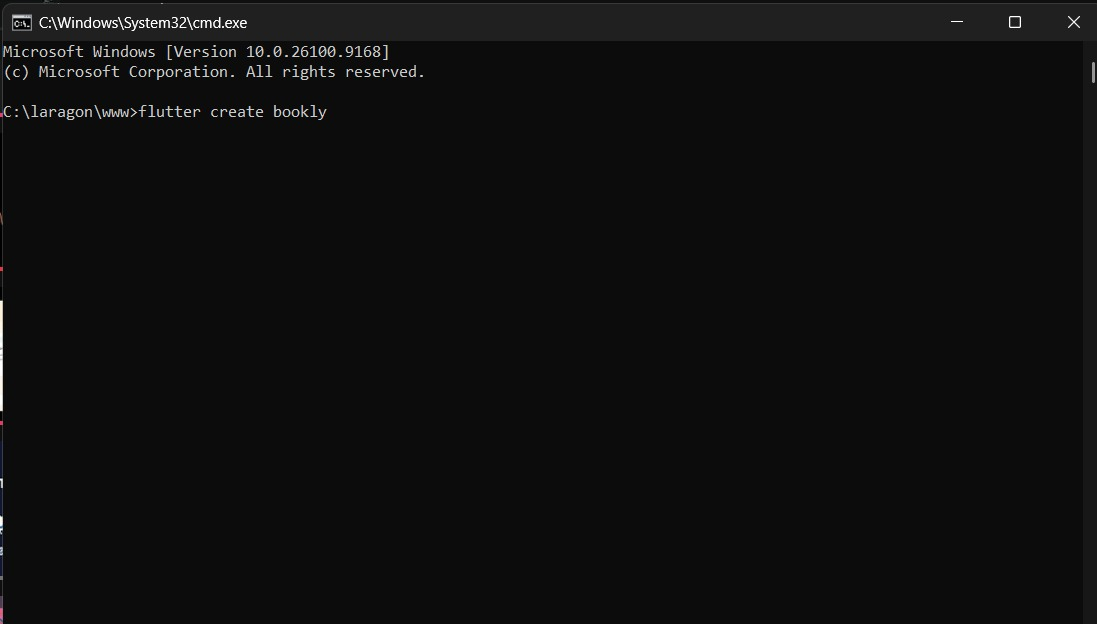 C:\Windows\System32\cmd.exe
Microsoft Windows [Version 10.0.26100.9168]
(c) Microsoft Corporation. All rights reserved.
C:\laragon\www>flutter create bookly